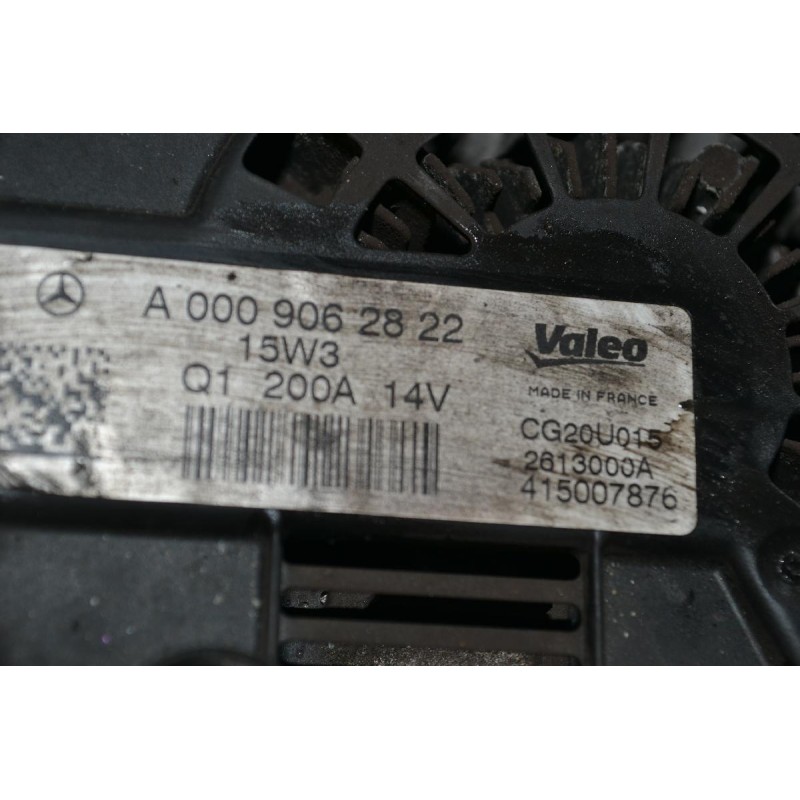 A 000 906 28 22
15W3
Q1 200A 14V
Valeo
MADE IN FRANCE
CG20U015
2613000A
415007876